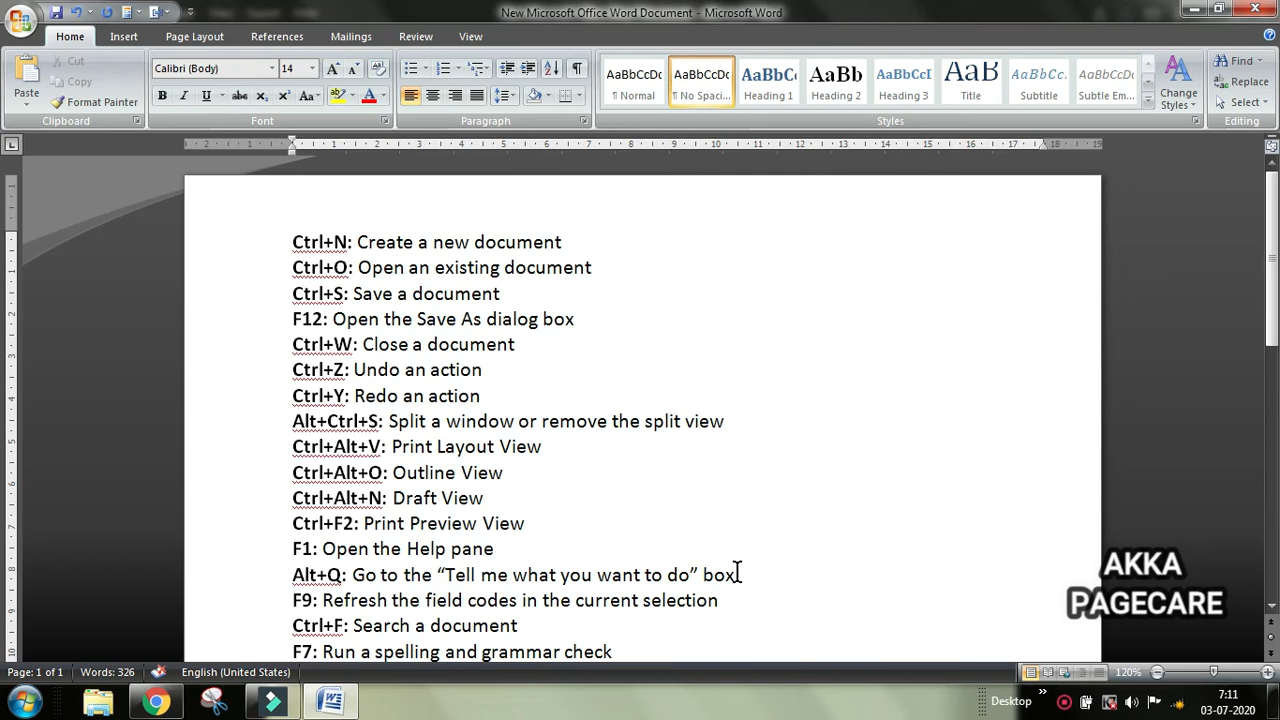 New Microsoft Office Word Document - Microsoft Word
Home Insert Page Layout References Mailings Review View
Cut
Copy
Format Painter
Paste
Clipboard
Calibri (Body) 14
Font
Paragraph
AaBbCcDc AaBbCcDc AaBbC AaBb AaBbCcI AaB AaBbCcL AaBbCcDc
¶ Normal ¶ No Spaci... Heading 1 Heading 2 Heading 3 Title Subtitle Subtle Em...
Change Styles
Styles
Find
Replace
Select
Editing
Ctrl+N: Create a new document
Ctrl+O: Open an existing document
Ctrl+S: Save a document
F12: Open the Save As dialog box
Ctrl+W: Close a document
Ctrl+Z: Undo an action
Ctrl+Y: Redo an action
Alt+Ctrl+S: Split a window or remove the split view
Ctrl+Alt+V: Print Layout View
Ctrl+Alt+O: Outline View
Ctrl+Alt+N: Draft View
Ctrl+F2: Print Preview View
F1: Open the Help pane
Alt+Q: Go to the “Tell me what you want to do” box
F9: Refresh the field codes in the current selection
Ctrl+F: Search a document
F7: Run a spelling and grammar check
AKKA
PAGECARE
Page: 1 of 1 Words: 326 English (United States) 120%
Desktop
7:11
03-07-2020